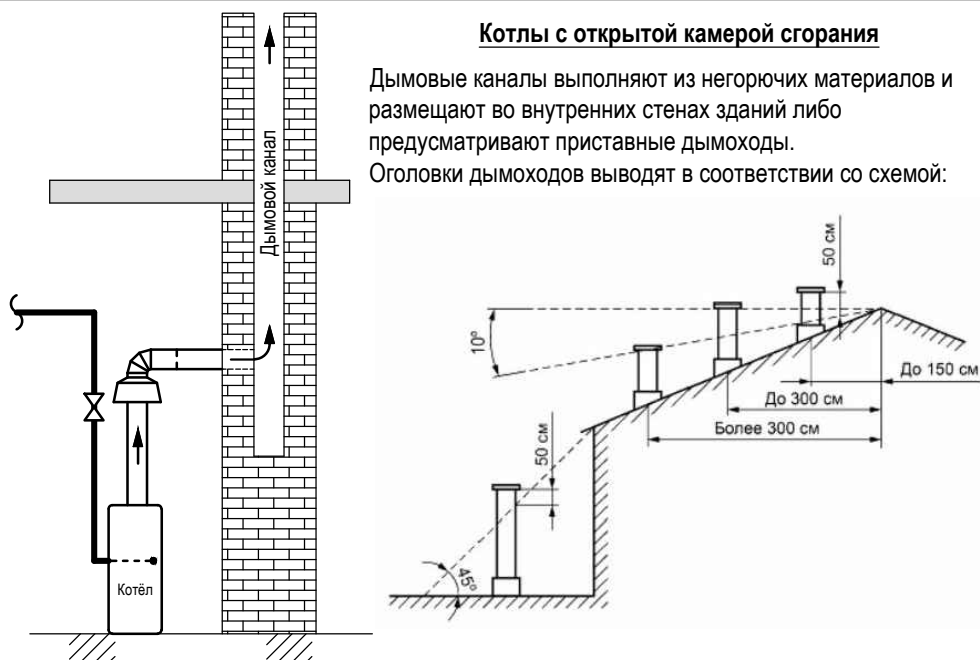 Котлы с открытой камерой сгорания
Дымовые каналы выполняют из негорючих материалов и
размещают во внутренних стенах зданий либо
предусматривают приставные дымоходы.
Оголовки дымоходов выводят в соответствии со схемой:
Дымовой канал
Котёл
50 см
10º
До 150 см
До 300 см
Более 300 см
50 см
45º